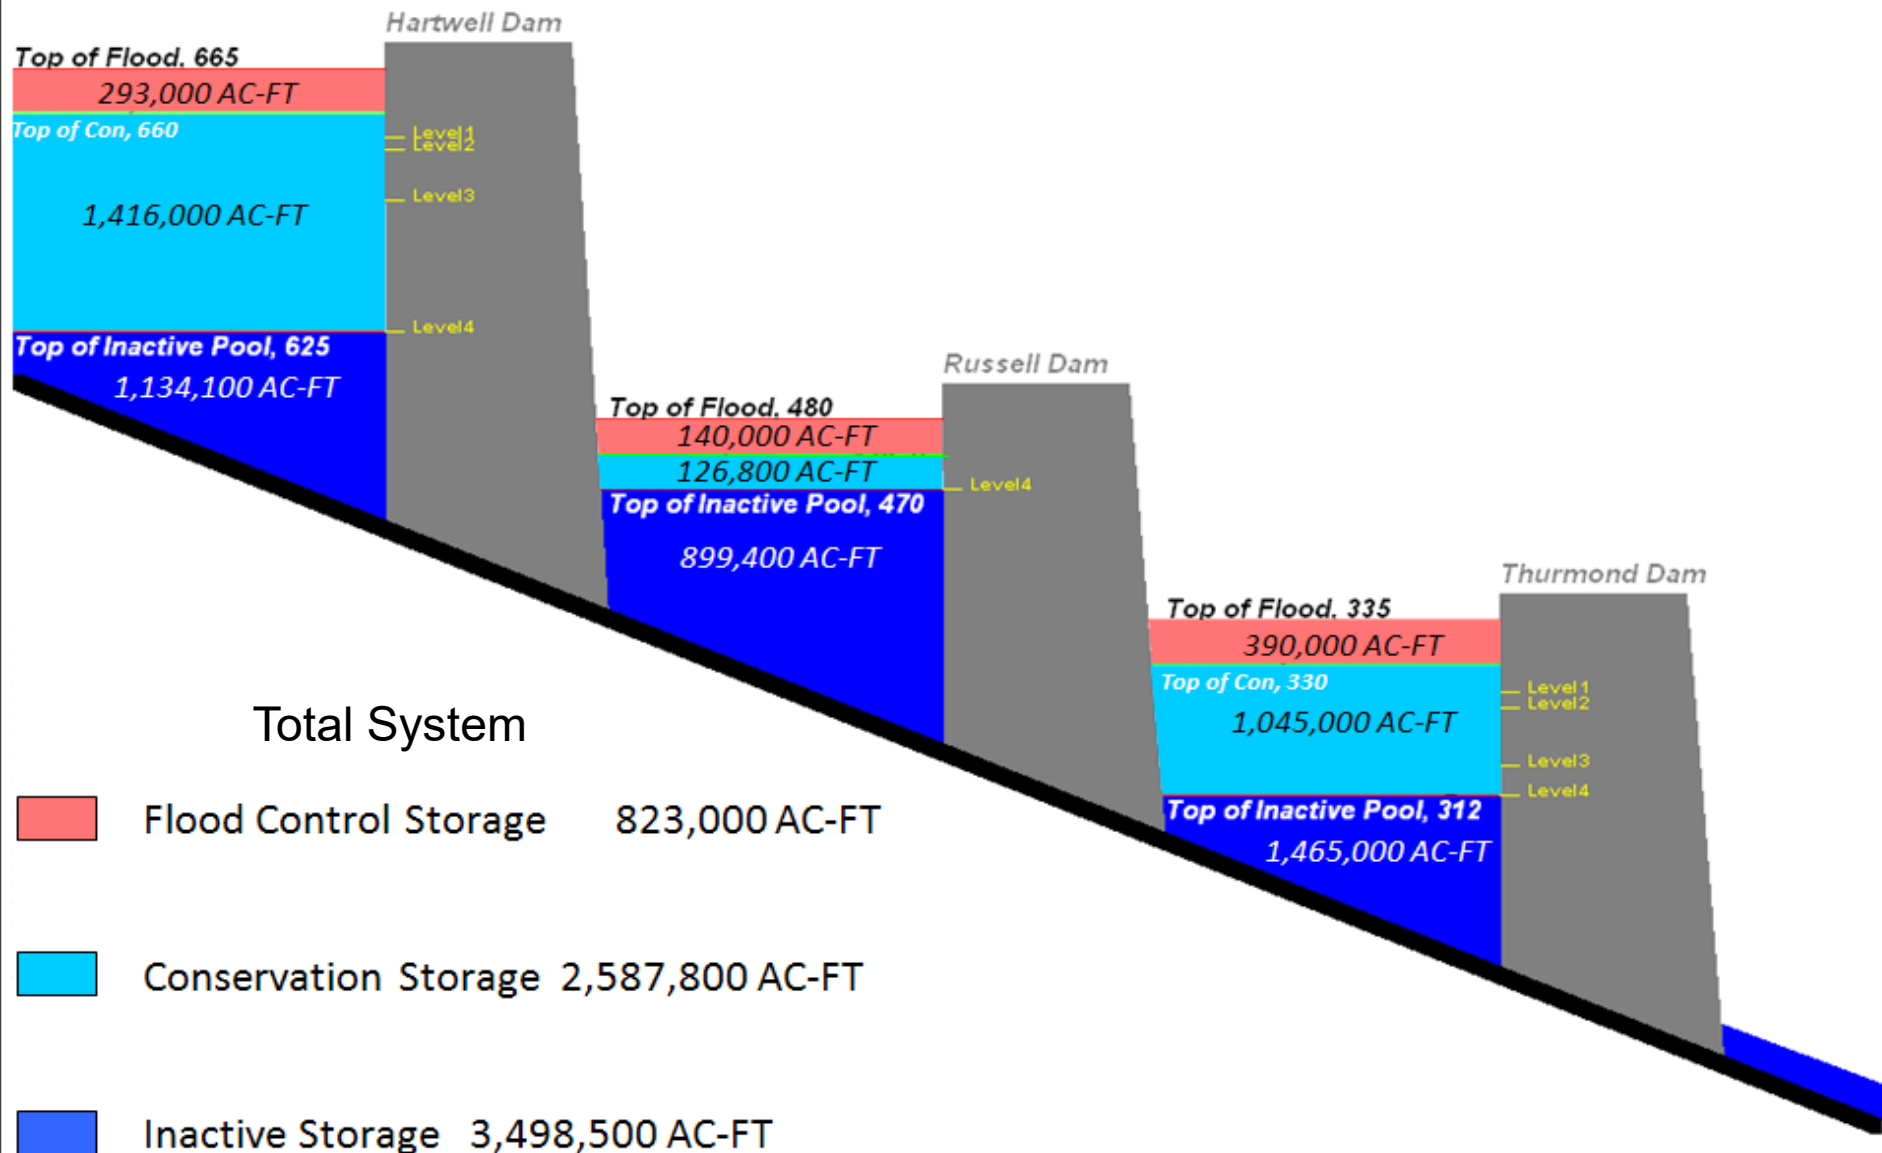 Hartwell Dam
Top of Flood. 665
293,000 AC-FT
Top of Con, 660
Level1
Level2
Level3
1,416,000 AC-FT
Level4
Top of Inactive Pool, 625
1,134,100 AC-FT
Russell Dam
Top of Flood. 480
140,000 AC-FT
126,800 AC-FT
Level4
Top of Inactive Pool, 470
899,400 AC-FT
Thurmond Dam
Top of Flood. 335
390,000 AC-FT
Top of Con, 330
Level1
Level2
1,045,000 AC-FT
Level3
Level4
Top of Inactive Pool, 312
1,465,000 AC-FT
Total System
Flood Control Storage 823,000 AC-FT
Conservation Storage 2,587,800 AC-FT
Inactive Storage 3,498,500 AC-FT